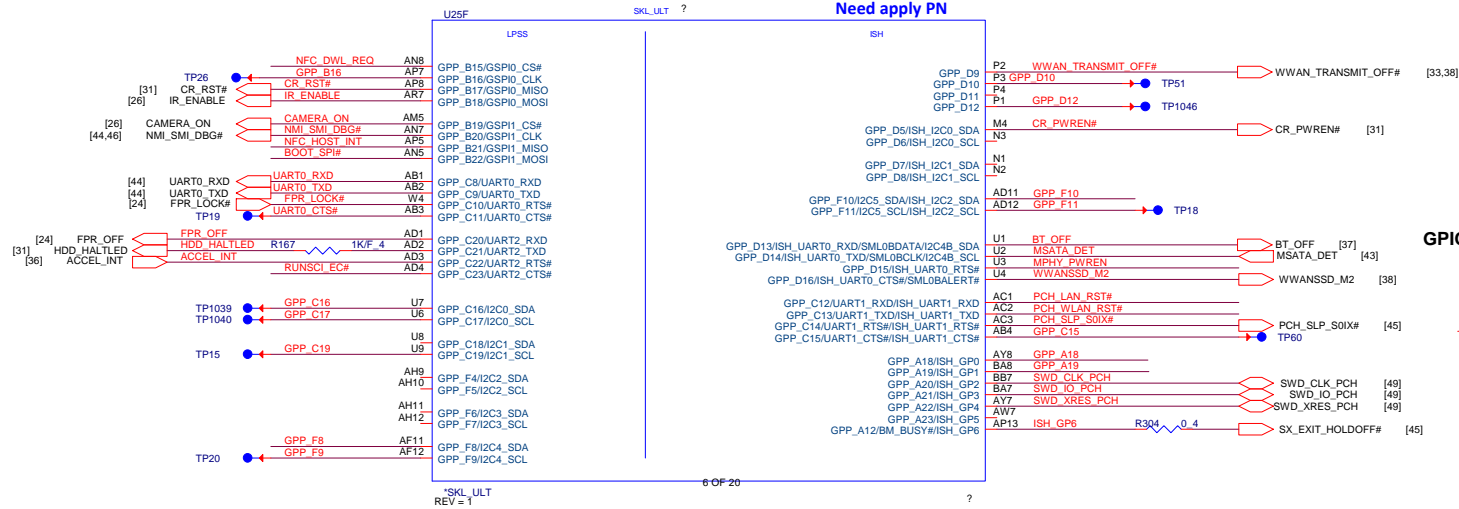 U25F
SKL_ULT ?
Need apply PN
LPSS
ISH
NFC_DWL_REQ AN8 GPP_B15/GSPI0_CS#
TP26 GPP_B16 AP7 GPP_B16/GSPI0_CLK
[31] CR_RST# CR_RST# AP8 GPP_B17/GSPI0_MISO
[26] IR_ENABLE IR_ENABLE AR7 GPP_B18/GSPI0_MOSI
[26] CAMERA_ON CAMERA_ON AM5 GPP_B19/GSPI1_CS#
[44,46] NMI_SMI_DBG# NMI_SMI_DBG# AN7 GPP_B20/GSPI1_CLK
NFC_HOST_INT AP5 GPP_B21/GSPI1_MISO
BOOT_SPI# AN5 GPP_B22/GSPI1_MOSI
[44] UART0_RXD UART0_RXD AB1 GPP_C8/UART0_RXD
[44] UART0_TXD UART0_TXD AB2 GPP_C9/UART0_TXD
[24] FPR_LOCK# FPR_LOCK# W4 GPP_C10/UART0_RTS#
TP19 UART0_CTS# AB3 GPP_C11/UART0_CTS#
[24] FPR_OFF FPR_OFF AD1 GPP_C20/UART2_RXD
[31] HDD_HALTLED HDD_HALTLED R167 1K/F_4 AD2 GPP_C21/UART2_TXD
[36] ACCEL_INT ACCEL_INT AD3 GPP_C22/UART2_RTS#
RUNSCI_EC# AD4 GPP_C23/UART2_CTS#
TP1039 GPP_C16 U7 GPP_C16/I2C0_SDA
TP1040 GPP_C17 U6 GPP_C17/I2C0_SCL
U8 GPP_C18/I2C1_SDA
TP15 GPP_C19 U9 GPP_C19/I2C1_SCL
AH9 GPP_F4/I2C2_SDA
AH10 GPP_F5/I2C2_SCL
AH11 GPP_F6/I2C3_SDA
AH12 GPP_F7/I2C3_SCL
GPP_F8 AF11 GPP_F8/I2C4_SDA
TP20 GPP_F9 AF12 GPP_F9/I2C4_SCL
GPP_D9 P2 WWAN_TRANSMIT_OFF# WWAN_TRANSMIT_OFF# [33,38]
GPP_D10 P3 GPP_D10 TP51
GPP_D11 P4
GPP_D12 P1 GPP_D12 TP1046
GPP_D5/ISH_I2C0_SDA M4 CR_PWREN# CR_PWREN# [31]
GPP_D6/ISH_I2C0_SCL N3
GPP_D7/ISH_I2C1_SDA N1
GPP_D8/ISH_I2C1_SCL N2
GPP_F10/I2C5_SDA/ISH_I2C2_SDA AD11 GPP_F10
GPP_F11/I2C5_SCL/ISH_I2C2_SCL AD12 GPP_F11 TP18
GPP_D13/ISH_UART0_RXD/SML0BDATA/I2C4B_SDA U1 BT_OFF BT_OFF [37]
GPP_D14/ISH_UART0_TXD/SML0BCLK/I2C4B_SCL U2 MSATA_DET MSATA_DET [43]
GPP_D15/ISH_UART0_RTS# U3 MPHY_PWREN
GPP_D16/ISH_UART0_CTS#/SML0BALERT# U4 WWANSSD_M2 WWANSSD_M2 [38]
GPP_C12/UART1_RXD/ISH_UART1_RXD AC1 PCH_LAN_RST#
GPP_C13/UART1_TXD/ISH_UART1_TXD AC2 PCH_WLAN_RST#
GPP_C14/UART1_RTS#/ISH_UART1_RTS# AC3 PCH_SLP_S0IX# PCH_SLP_S0IX# [45]
GPP_C15/UART1_CTS#/ISH_UART1_CTS# AB4 GPP_C15 TP60
GPP_A18/ISH_GP0 AY8 GPP_A18
GPP_A19/ISH_GP1 BA8 GPP_A19
GPP_A20/ISH_GP2 BB7 SWD_CLK_PCH SWD_CLK_PCH [49]
GPP_A21/ISH_GP3 BA7 SWD_IO_PCH SWD_IO_PCH [49]
GPP_A22/ISH_GP4 AY7 SWD_XRES_PCH SWD_XRES_PCH [49]
GPP_A23/ISH_GP5 AW7
GPP_A12/BM_BUSY#/ISH_GP6 AP13 ISH_GP6 R304 0_4 SX_EXIT_HOLDOFF# [45]
6 OF 20
*SKL_ULT
REV = 1
?